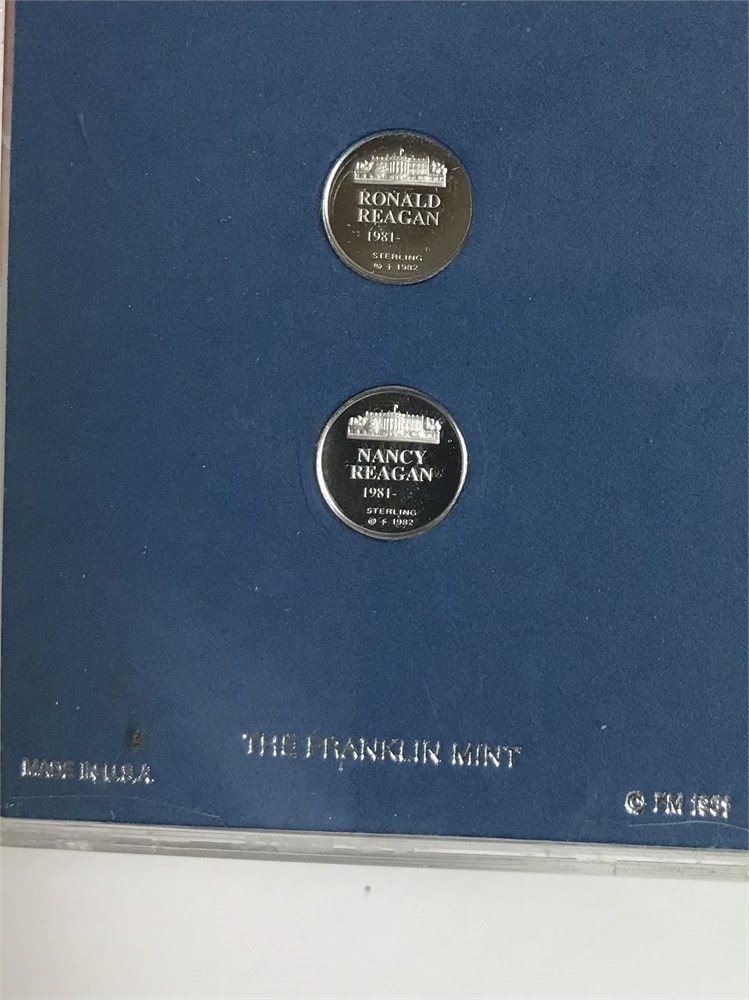 RONALD
REAGAN
1981-
STERLING
© 1982
NANCY
REAGAN
1981-
STERLING
© 1982
THE FRANKLIN MINT
MADE IN U.S.A.
© FM